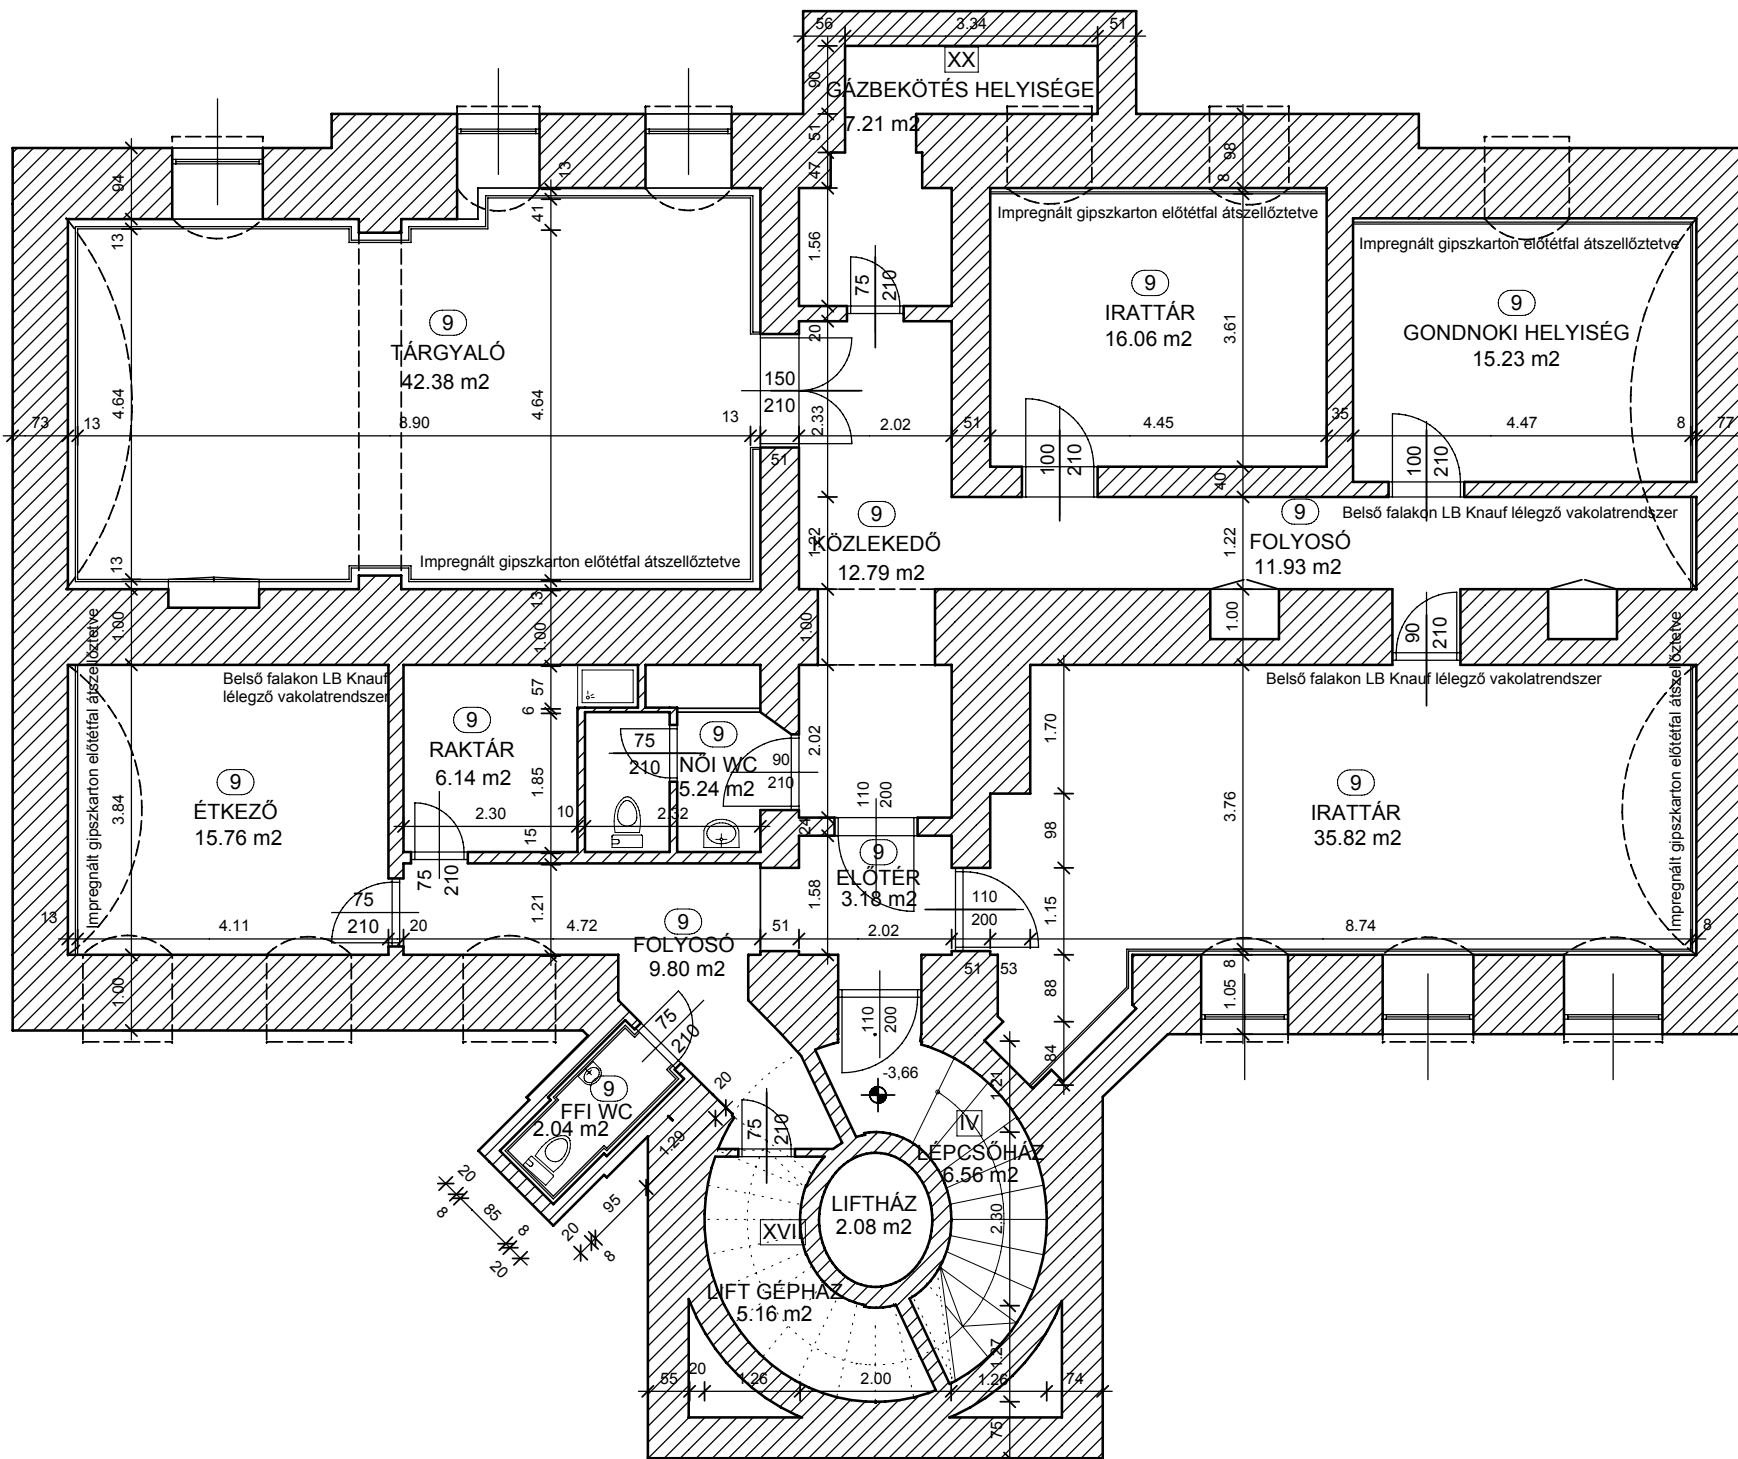 56
3.34
51
XX
90
GÁZBEKÖTÉS HELYISÉGE
7.21 m2
51
47
94
13
41
13
98
8
Impregnált gipszkarton előtétfal átszellőztetve
Impregnált gipszkarton előtétfal átszellőztetve
1.56
75
210
20
9
TÁRGYALÓ
42.38 m2
9
IRATTÁR
16.06 m2
3.61
9
GONDNOKI HELYISÉG
15.23 m2
150
210
4.64
4.64
73
13
8.90
13
51
2.33
2.02
51
4.45
35
4.47
8
77
100
210
100
210
40
9
KÖZLEKEDŐ
12.79 m2
1.22
1.22
9
FOLYOSÓ
11.93 m2
Belső falakon LB Knauf lélegző vakolatrendszer
13
Impregnált gipszkarton előtétfal átszellőztetve
13
1.00
1.00
1.00
1.00
90
210
Impregnált gipszkarton előtétfal átszellőztetve
Belső falakon LB Knauf
lélegző vakolatrendszer
Belső falakon LB Knauf lélegző vakolatrendszer
Impregnált gipszkarton előtétfal átszellőztetve
57
6
9
RAKTÁR
6.14 m2
1.85
75
210
9
NŐI WC
5.24 m2
90
210
2.02
110
200
1.70
9
ÉTKEZŐ
15.76 m2
3.84
2.30
10
2.32
15
24
98
3.76
9
IRATTÁR
35.82 m2
75
210
75
210
9
ELŐTÉR
3.18 m2
1.58
110
200
1.15
13
4.11
20
1.21
4.72
9
FOLYOSÓ
9.80 m2
51
2.02
51
53
8.74
8
1.00
88
84
8
1.05
75
210
110
200
-3,66
1.21
9
FFI WC
2.04 m2
20
1.29
75
210
IV
LÉPCSŐHÁZ
6.56 m2
2.30
LIFTHÁZ
2.08 m2
XVII
LIFT GÉPHÁZ
5.16 m2
20
8
85
8
20
20
95
8
1.27
55
20
1.26
2.00
1.26
74
75